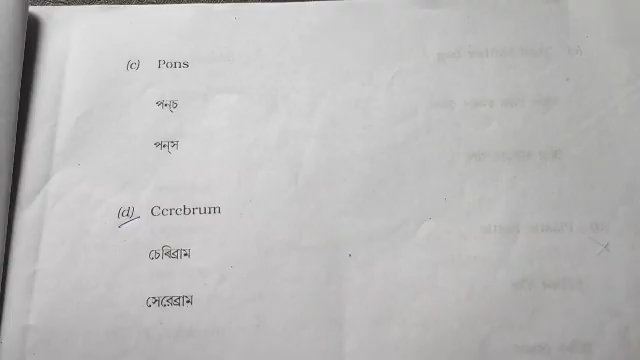 (c) Pons
পন্চ
পন্স
(d) Cerebrum
চেৰিব্রাম
সেরেব্রাম